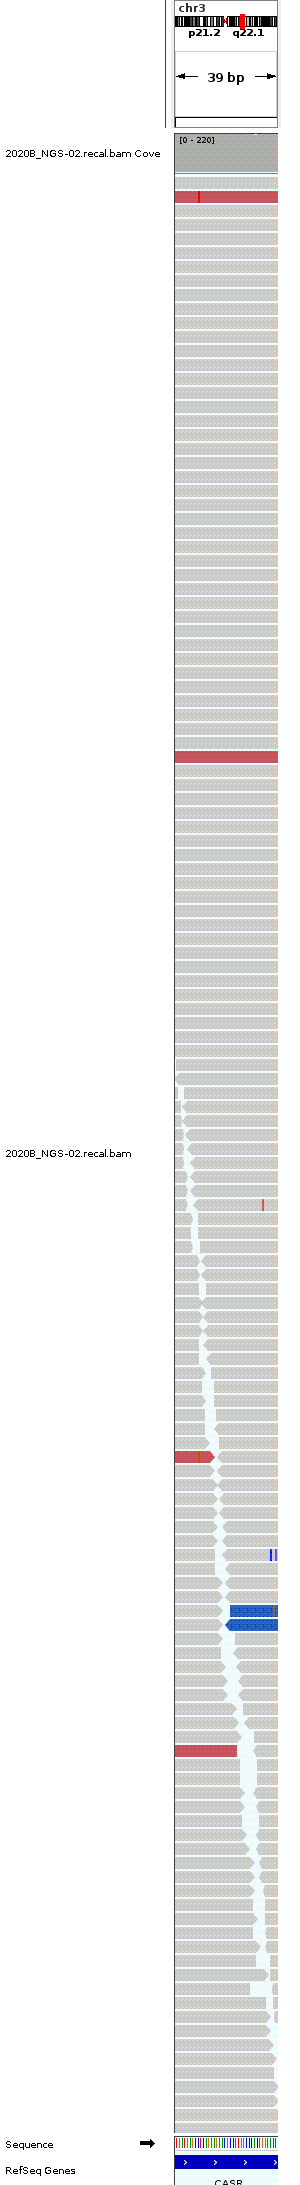 chr3
p21.2 q22.1
39 bp
[0 - 220]
2020B_NGS-02.recal.bam Cove
2020B_NGS-02.recal.bam
Sequence
RefSeq Genes
CASR